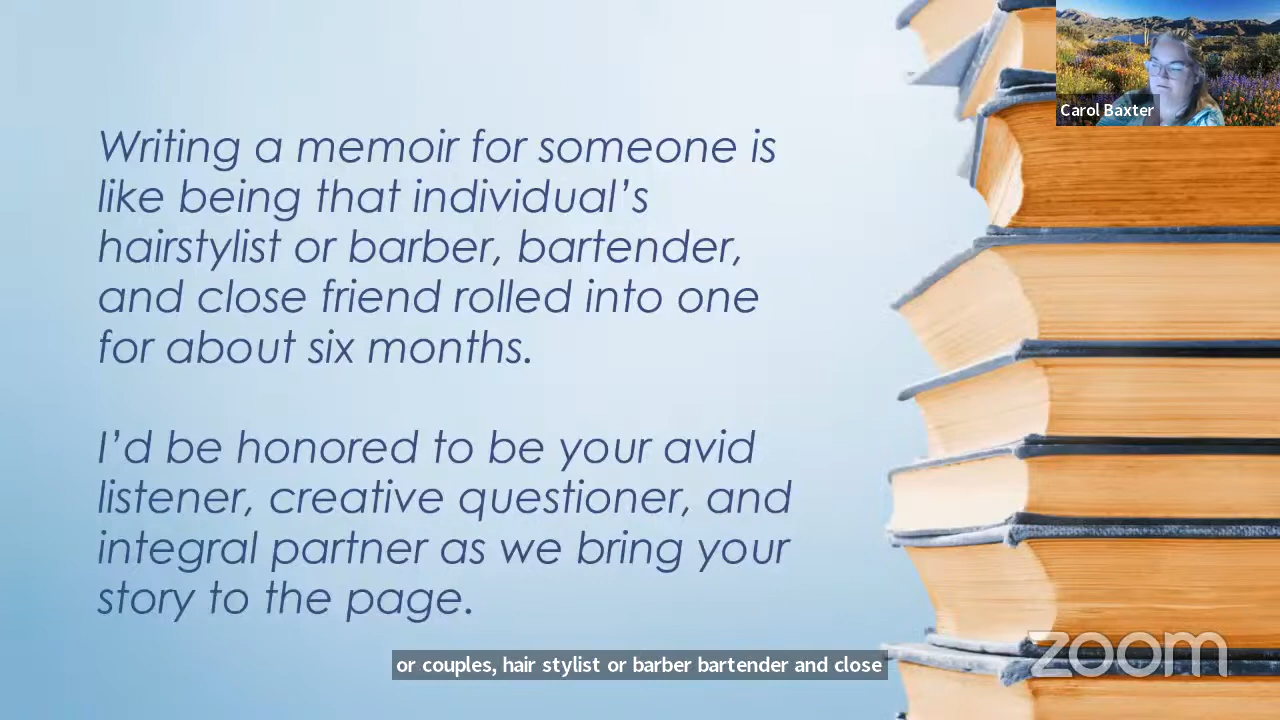 Carol Baxter
Writing a memoir for someone is
like being that individual’s
hairstylist or barber, bartender,
and close friend rolled into one
for about six months.
I’d be honored to be your avid
listener, creative questioner, and
integral partner as we bring your
story to the page.
zoom
or couples, hair stylist or barber bartender and close